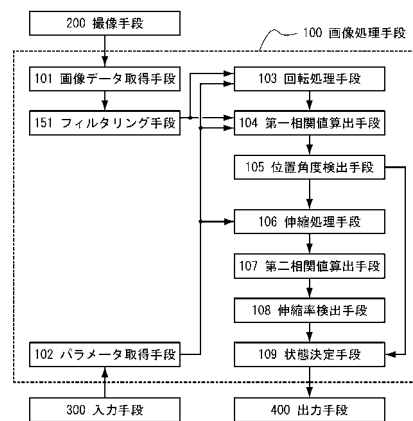 200 撮像手段
100 画像処理手段
101 画像データ取得手段
103 回転処理手段
151 フィルタリング手段
104 第一相関値算出手段
105 位置角度検出手段
106 伸縮処理手段
107 第二相関値算出手段
108 伸縮率検出手段
102 パラメータ取得手段
109 状態決定手段
300 入力手段
400 出力手段